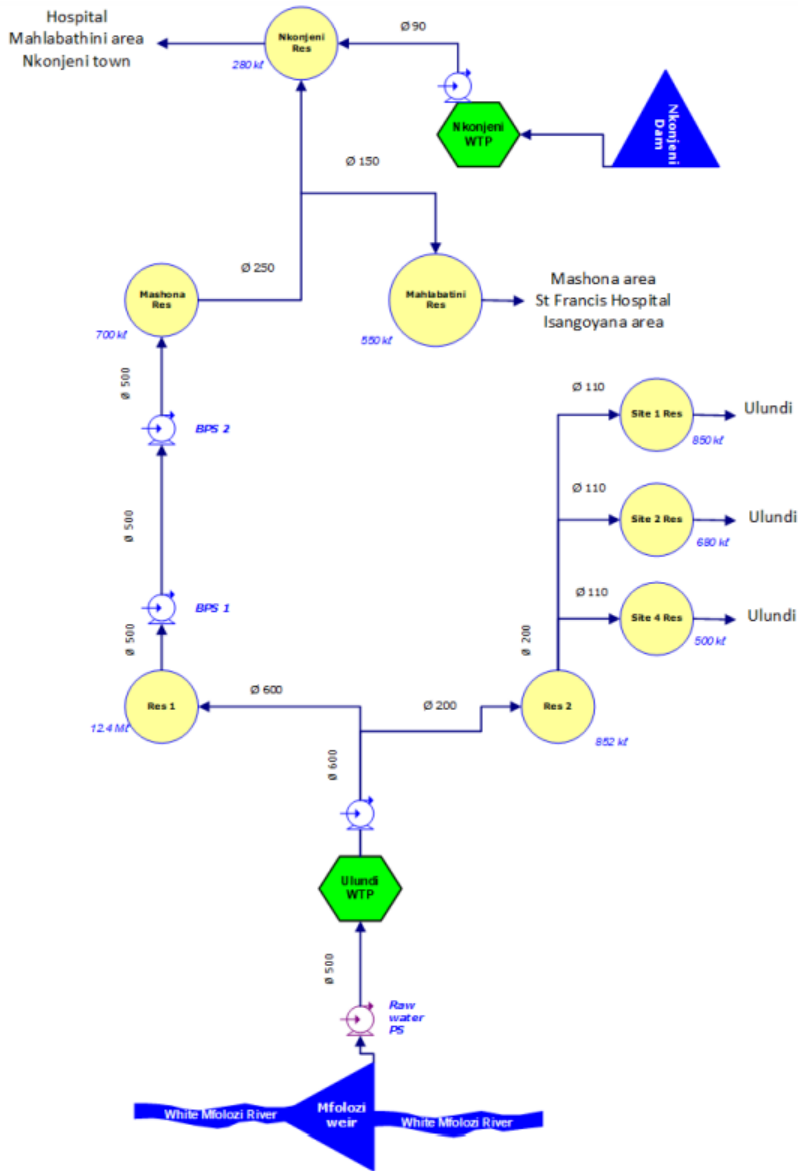 Hospital
Mahlabathini area
Nkonjeni town
Nkonjeni
Res
280 kℓ
Ø 90
Nkonjeni
WTP
Nkonjeni
Dam
Ø 150
Ø 250
Mashona
Res
700 kℓ
Mahlabatini
Res
550 kℓ
Mashona area
St Francis Hospital
Isangoyana area
Ø 500
BPS 2
Ø 500
BPS 1
Ø 500
Ø 110
Site 1 Res
850 kℓ
Ulundi
Ø 110
Site 2 Res
680 kℓ
Ulundi
Ø 110
Site 4 Res
500 kℓ
Ulundi
Ø 200
Res 1
12.4 Mℓ
Ø 600
Ø 200
Res 2
852 kℓ
Ø 600
Ulundi
WTP
Ø 500
Raw
water
PS
White Mfolozi River
Mfolozi
weir
White Mfolozi River